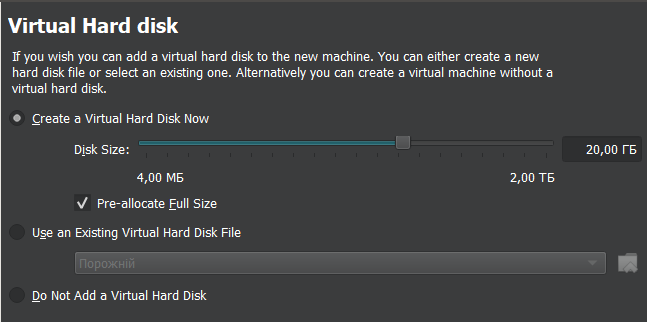 Virtual Hard disk
If you wish you can add a virtual hard disk to the new machine. You can either create a new
hard disk file or select an existing one. Alternatively you can create a virtual machine without a
virtual hard disk.
Create a Virtual Hard Disk Now
Disk Size:
20,00 ГБ
4,00 МБ
2,00 ТБ
Pre-allocate Full Size
Use an Existing Virtual Hard Disk File
Порожній
Do Not Add a Virtual Hard Disk